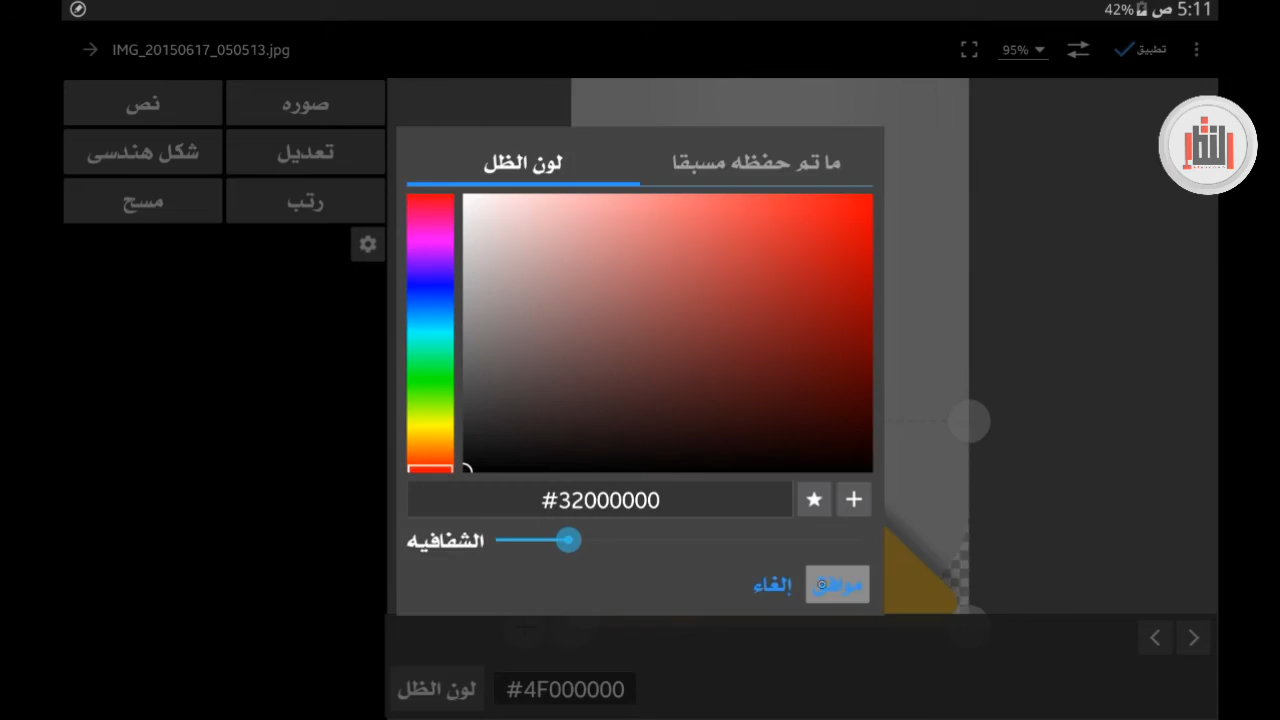 42% 5:11 ص
IMG_20150617_050513.jpg
95%
تطبيق
نص
صوره
شكل هندسى
تعديل
مسح
رتب
لون الظل
ما تم حفظه مسبقا
#32000000
الشفافيه
إلغاء
موافق
لون الظل
#4F000000